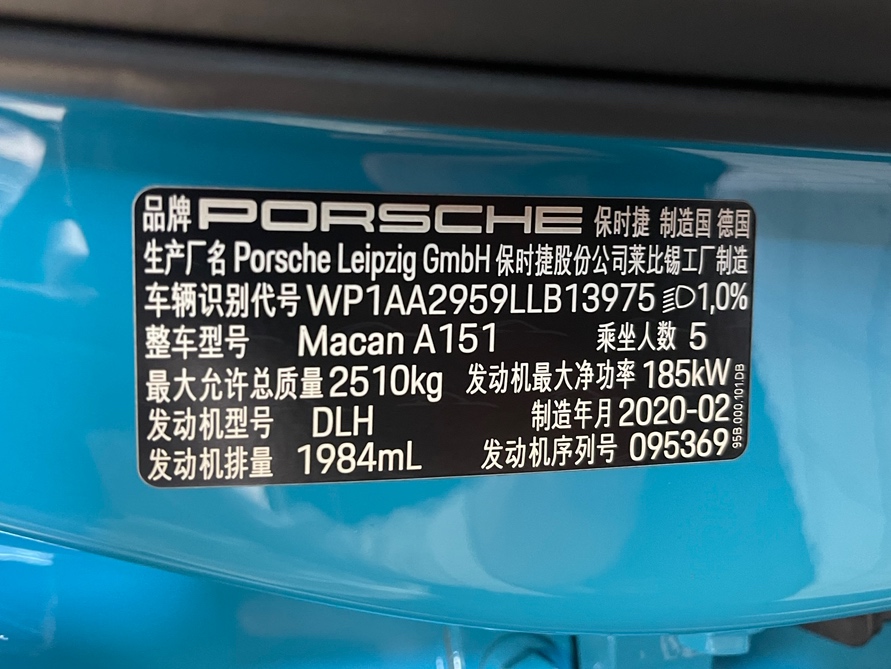 品牌 PORSCHE 保时捷 制造国 德国
生产厂名 Porsche Leipzig GmbH 保时捷股份公司莱比锡工厂制造
车辆识别代号 WP1AA2959LLB13975 1,0%
整车型号 Macan A151 乘坐人数 5
最大允许总质量 2510kg 发动机最大净功率 185kW
发动机型号 DLH 制造年月 2020-02
发动机排量 1984mL 发动机序列号 095369
95B.000.101.DB